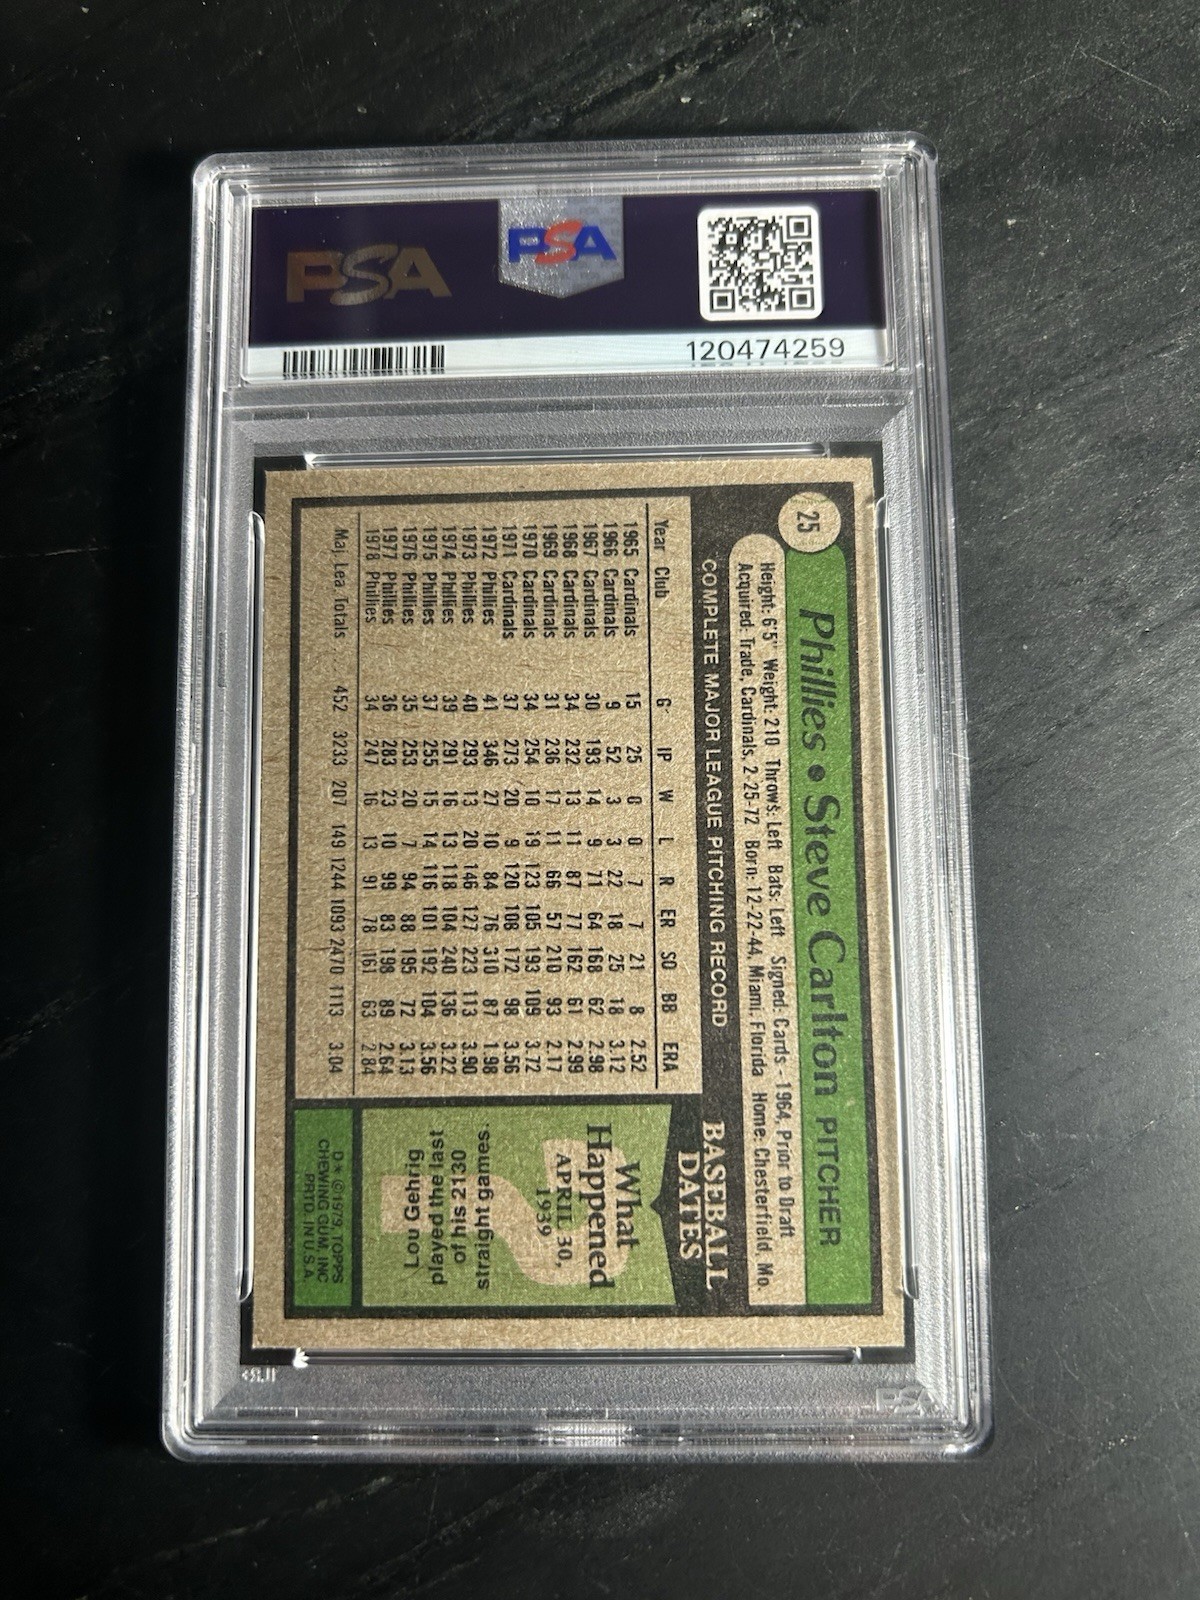 PSA
PSA
120474259
25
Phillies • Steve Carlton PITCHER
Height: 6'5" Weight: 210 Throws: Left Bats: Left Signed: Cards - 1964, Prior to Draft
Acquired: Trade, Cardinals, 2-25-72 Born: 12-22-44, Miami, Florida Home: Chesterfield, Mo.
COMPLETE MAJOR LEAGUE PITCHING RECORD
Year Club G IP W L R ER SO BB ERA
1965 Cardinals 15 25 0 0 7 7 21 8 2.52
1966 Cardinals 9 52 3 3 22 18 25 18 3.12
1967 Cardinals 30 193 14 9 71 64 168 62 2.98
1968 Cardinals 34 232 13 11 87 77 162 61 2.99
1969 Cardinals 31 236 17 11 66 57 210 93 2.17
1970 Cardinals 34 254 10 19 123 105 193 109 3.72
1971 Cardinals 37 273 20 9 120 108 172 98 3.56
1972 Phillies 41 346 27 10 84 76 310 87 1.98
1973 Phillies 40 293 13 20 146 127 223 113 3.90
1974 Phillies 39 291 16 13 118 104 240 136 3.22
1975 Phillies 37 255 15 14 116 101 192 104 3.56
1976 Phillies 35 253 20 7 94 88 195 72 3.13
1977 Phillies 36 283 23 10 99 83 198 89 2.64
1978 Phillies 34 247 16 13 91 78 161 63 2.84
Maj. Lea. Totals 452 3233 207 149 1244 1093 2470 1113 3.04
BASEBALL
DATES
What
Happened
APRIL 30,
1939
Lou Gehrig
played the last
of his 2130
straight games.
D* ©1979, TOPPS
CHEWING GUM, INC
PRTD. IN U.S.A.
PSA